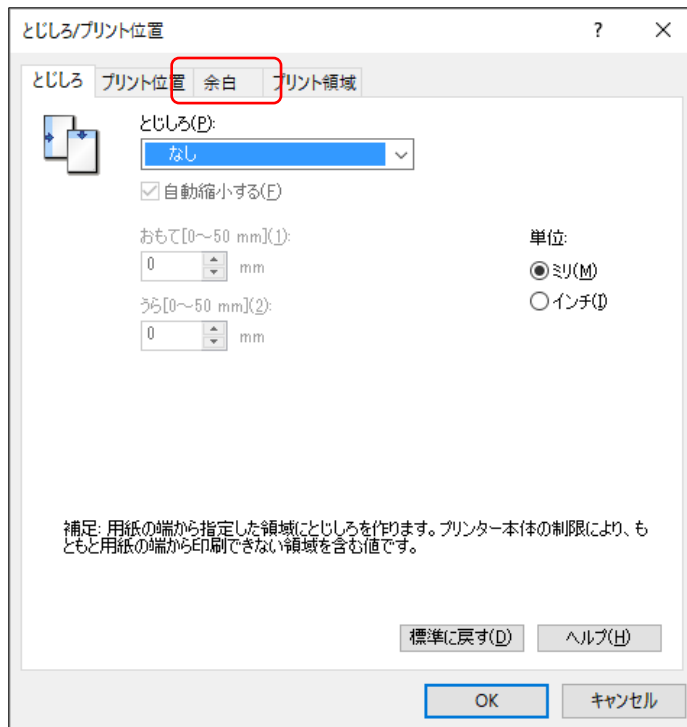 とじしろ/プリント位置
とじしろ プリント位置 余白 プリント領域
とじしろ(P):
なし
自動縮小する(F)
おもて[0～50 mm](1):
0 mm
うら[0～50 mm](2):
0 mm
単位:
ミリ(M)
インチ(I)
補足: 用紙の端から指定した領域にとじしろを作ります。プリンター本体の制限により、も
ともと用紙の端から印刷できない領域を含む値です。
標準に戻す(D) ヘルプ(H)
OK キャンセル